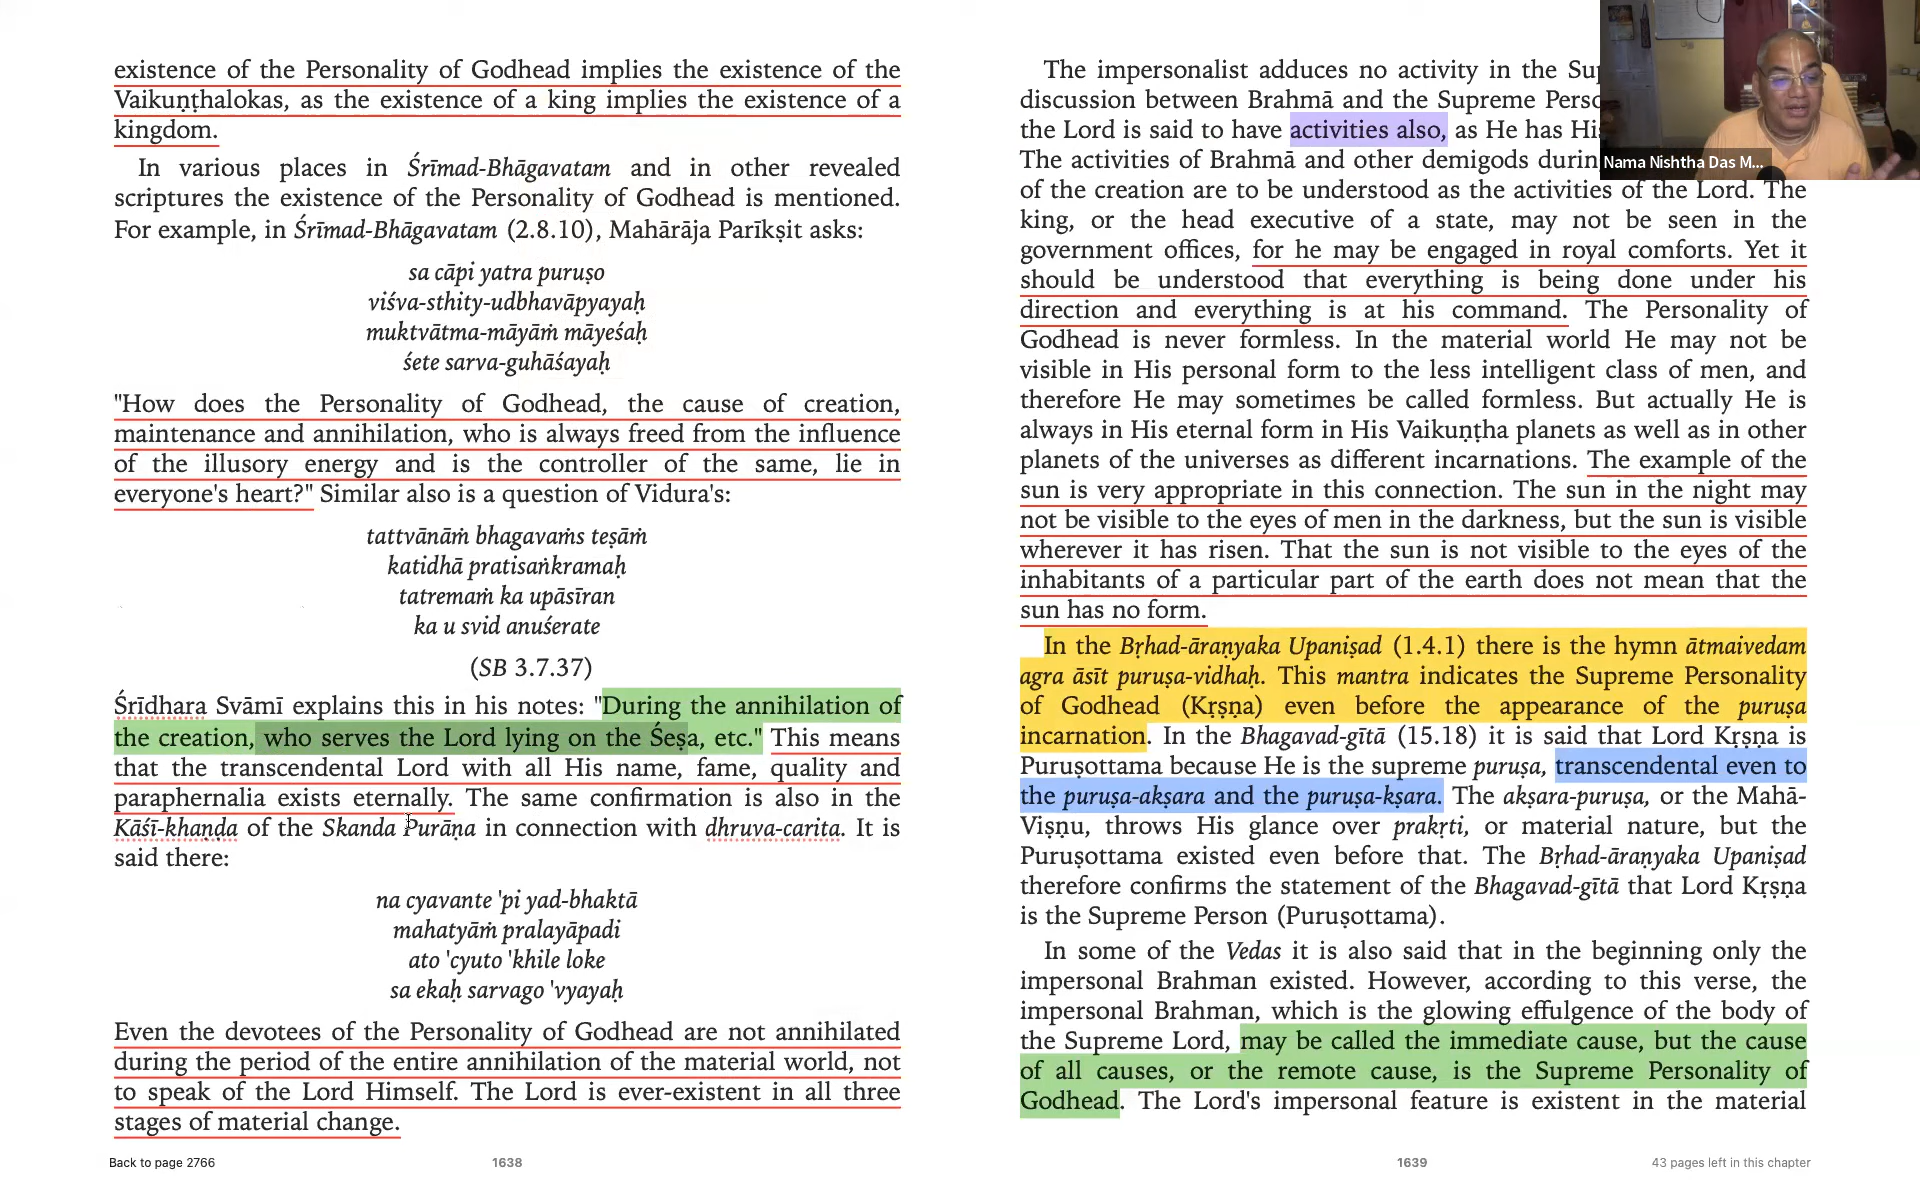 existence of the Personality of Godhead implies the existence of the
Vaikuṇṭhalokas, as the existence of a king implies the existence of a
kingdom.
In various places in Śrīmad-Bhāgavatam and in other revealed
scriptures the existence of the Personality of Godhead is mentioned.
For example, in Śrīmad-Bhāgavatam (2.8.10), Mahārāja Parīkṣit asks:
sa cāpi yatra puruṣo
viśva-sthity-udbhavāpyayaḥ
muktvātma-māyāṁ māyeśaḥ
śete sarva-guhāśayaḥ
"How does the Personality of Godhead, the cause of creation,
maintenance and annihilation, who is always freed from the influence
of the illusory energy and is the controller of the same, lie in
everyone's heart?" Similar also is a question of Vidura's:
tattvānāṁ bhagavaṁs teṣāṁ
katidhā pratisaṅkramaḥ
tatremaṁ ka upāsīran
ka u svid anuśerate
(SB 3.7.37)
Śrīdhara Svāmī explains this in his notes: "During the annihilation of
the creation, who serves the Lord lying on the Śeṣa, etc." This means
that the transcendental Lord with all His name, fame, quality and
paraphernalia exists eternally. The same confirmation is also in the
Kāśī-khaṇḍa of the Skanda Purāṇa in connection with dhruva-carita. It is
said there:
na cyavante 'pi yad-bhaktā
mahatyāṁ pralayāpadi
ato 'cyuto 'khile loke
sa ekaḥ sarvago 'vyayaḥ
Even the devotees of the Personality of Godhead are not annihilated
during the period of the entire annihilation of the material world, not
to speak of the Lord Himself. The Lord is ever-existent in all three
stages of material change.
Back to page 2766
1638
The impersonalist adduces no activity in the
discussion between Brahmā and the Supreme
the Lord is said to have activities also, as He has
The activities of Brahmā and other demigods
of the creation are to be understood as the activities of the Lord. The
king, or the head executive of a state, may not be seen in the
government offices, for he may be engaged in royal comforts. Yet it
should be understood that everything is being done under his
direction and everything is at his command. The Personality of
Godhead is never formless. In the material world He may not be
visible in His personal form to the less intelligent class of men, and
therefore He may sometimes be called formless. But actually He is
always in His eternal form in His Vaikuṇṭha planets as well as in other
planets of the universes as different incarnations. The example of the
sun is very appropriate in this connection. The sun in the night may
not be visible to the eyes of men in the darkness, but the sun is visible
wherever it has risen. That the sun is not visible to the eyes of the
inhabitants of a particular part of the earth does not mean that the
sun has no form.
In the Bṛhad-āraṇyaka Upaniṣad (1.4.1) there is the hymn ātmaivedam
agra āsīt puruṣa-vidhaḥ. This mantra indicates the Supreme Personality
of Godhead (Kṛṣṇa) even before the appearance of the puruṣa
incarnation. In the Bhagavad-gītā (15.18) it is said that Lord Kṛṣṇa is
Puruṣottama because He is the supreme puruṣa, transcendental even to
the puruṣa-akṣara and the puruṣa-kṣara. The akṣara-puruṣa, or the Mahā-
Viṣṇu, throws His glance over prakṛti, or material nature, but the
Puruṣottama existed even before that. The Bṛhad-āraṇyaka Upaniṣad
therefore confirms the statement of the Bhagavad-gītā that Lord Kṛṣṇa
is the Supreme Person (Puruṣottama).
In some of the Vedas it is also said that in the beginning only the
impersonal Brahman existed. However, according to this verse, the
impersonal Brahman, which is the glowing effulgence of the body of
the Supreme Lord, may be called the immediate cause, but the cause
of all causes, or the remote cause, is the Supreme Personality of
Godhead. The Lord's impersonal feature is existent in the material
1639
43 pages left in this chapter
Nama Nishtha Das M...